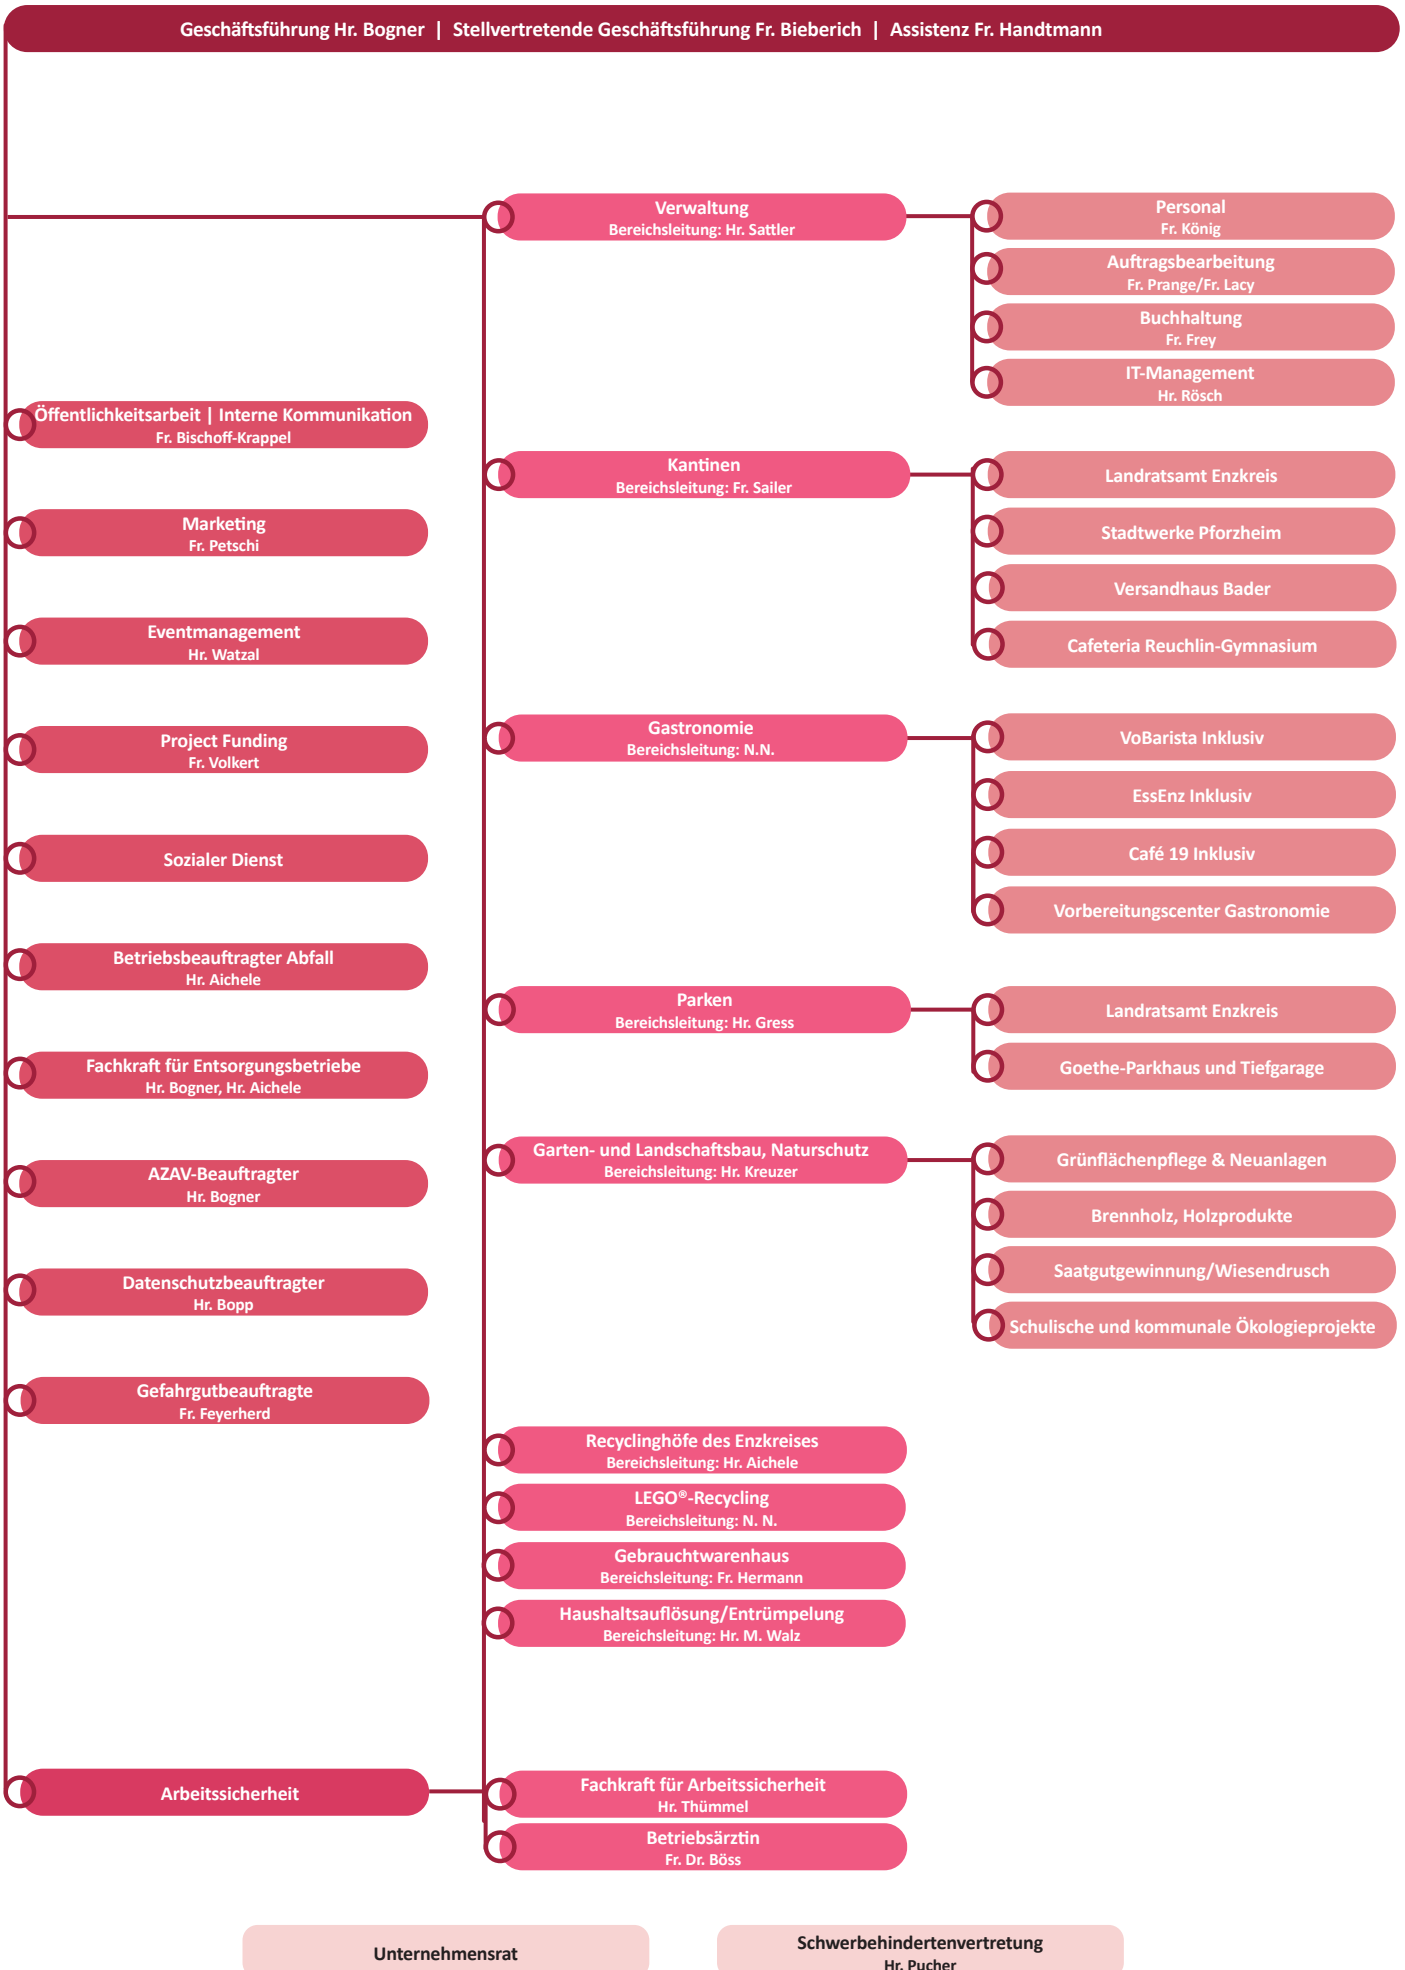 Geschäftsführung Hr. Bogner | Stellvertretende Geschäftsführung Fr. Bieberich | Assistenz Fr. Handtmann
Öffentlichkeitsarbeit | Interne Kommunikation
Fr. Bischoff-Krappel
Marketing
Fr. Petschi
Eventmanagement
Hr. Watzal
Project Funding
Fr. Volkert
Sozialer Dienst
Betriebsbeauftragter Abfall
Hr. Aichele
Fachkraft für Entsorgungsbetriebe
Hr. Bogner, Hr. Aichele
AZAV-Beauftragter
Hr. Bogner
Datenschutzbeauftragter
Hr. Bopp
Gefahrgutbeauftragte
Fr. Feyerherd
Verwaltung
Bereichsleitung: Hr. Sattler
Personal
Fr. König
Auftragsbearbeitung
Fr. Prange/Fr. Lacy
Buchhaltung
Fr. Frey
IT-Management
Hr. Rösch
Kantinen
Bereichsleitung: Fr. Sailer
Landratsamt Enzkreis
Stadtwerke Pforzheim
Versandhaus Bader
Cafeteria Reuchlin-Gymnasium
Gastronomie
Bereichsleitung: N.N.
VoBarista Inklusiv
EssEnz Inklusiv
Café 19 Inklusiv
Vorbereitungscenter Gastronomie
Parken
Bereichsleitung: Hr. Gress
Landratsamt Enzkreis
Goethe-Parkhaus und Tiefgarage
Garten- und Landschaftsbau, Naturschutz
Bereichsleitung: Hr. Kreuzer
Grünflächenpflege & Neuanlagen
Brennholz, Holzprodukte
Saatgutgewinnung/Wiesendrusch
Schulische und kommunale Ökologieprojekte
Recyclinghöfe des Enzkreises
Bereichsleitung: Hr. Aichele
LEGO®-Recycling
Bereichsleitung: N. N.
Gebrauchtwarenhaus
Bereichsleitung: Fr. Hermann
Haushaltsauflösung/Entrümpelung
Bereichsleitung: Hr. M. Walz
Arbeitssicherheit
Fachkraft für Arbeitssicherheit
Hr. Thümmel
Betriebsärztin
Fr. Dr. Böss
Unternehmensrat
Schwerbehindertenvertretung
Hr. Pucher